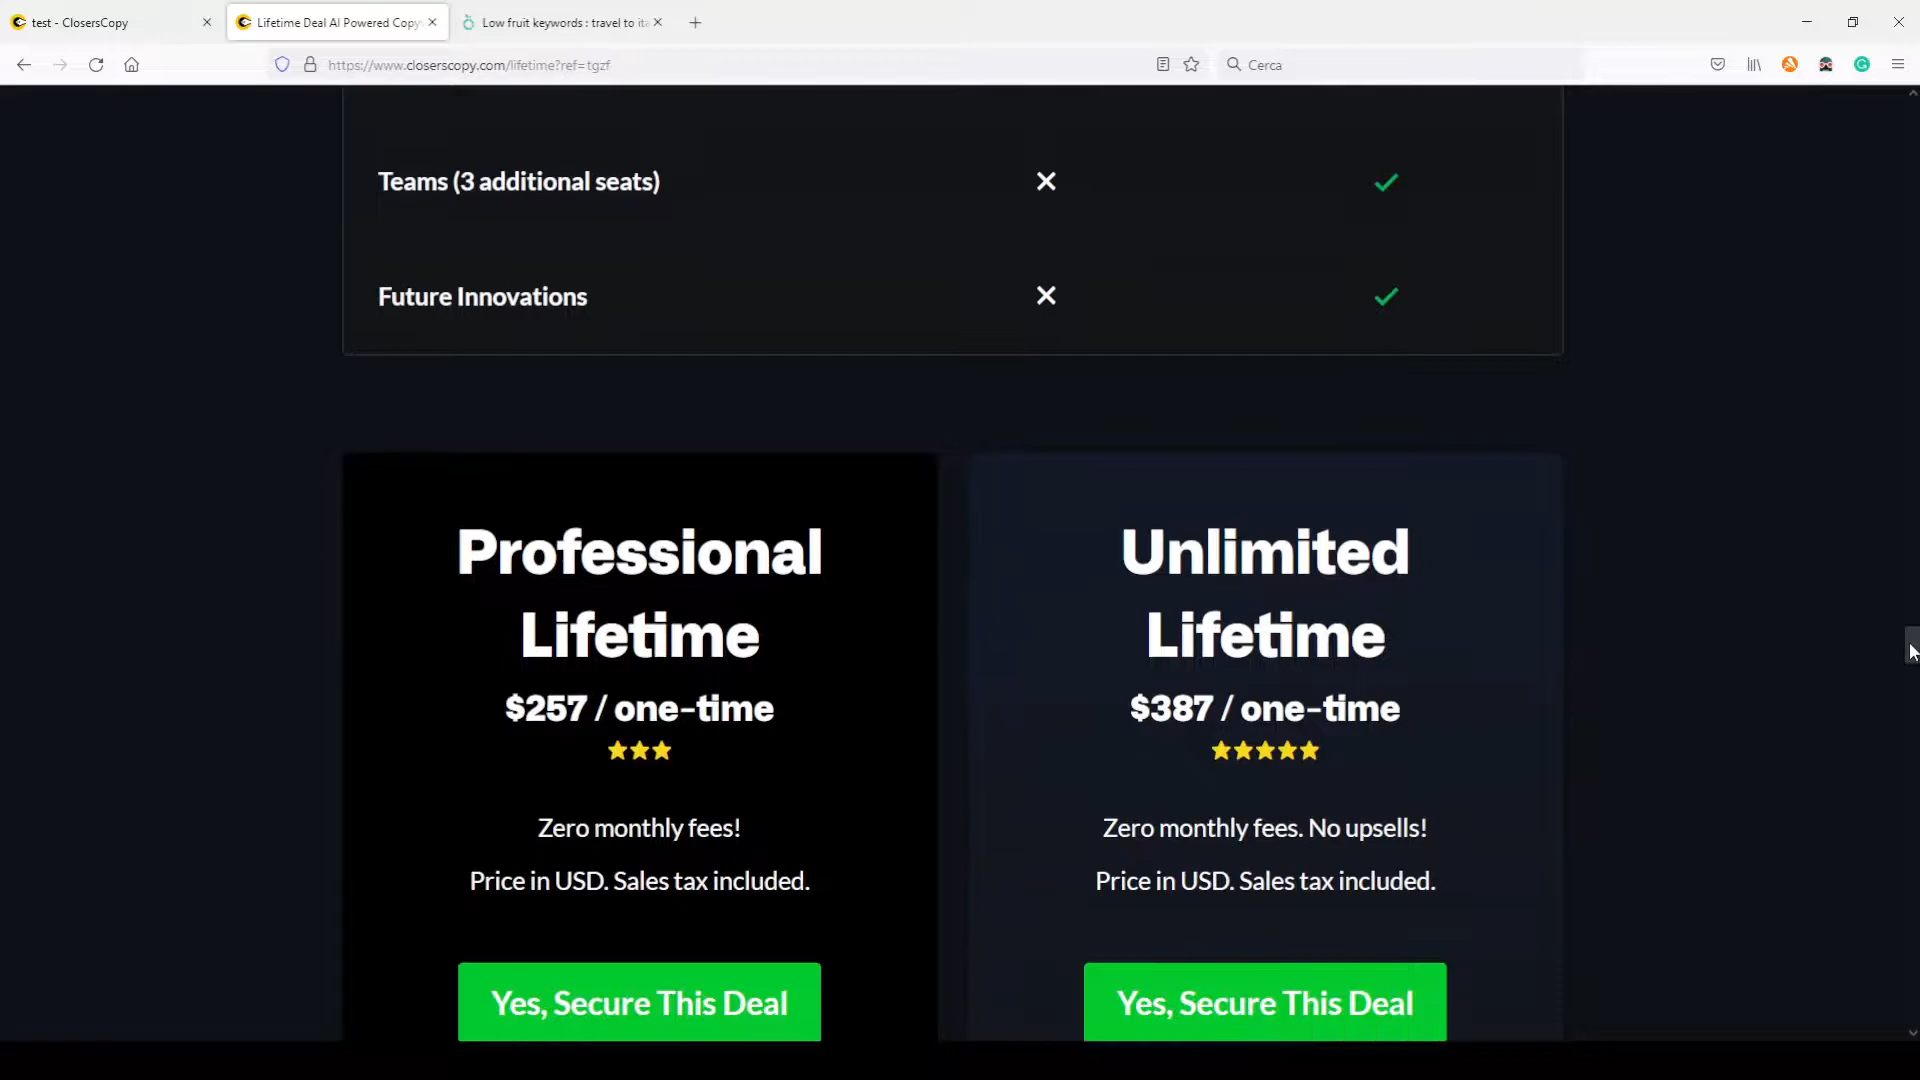 test - ClosersCopy
Lifetime Deal AI Powered Copy
Low fruit keywords : travel to ita
https://www.closerscopy.com/lifetime?ref=tgzf
Cerca
Teams (3 additional seats)
Future Innovations
Professional
Lifetime
$257 / one-time
Zero monthly fees!
Price in USD. Sales tax included.
Yes, Secure This Deal
Unlimited
Lifetime
$387 / one-time
Zero monthly fees. No upsells!
Price in USD. Sales tax included.
Yes, Secure This Deal